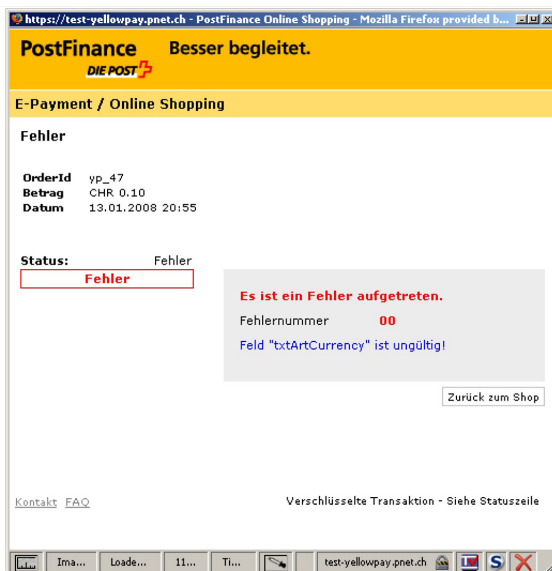 https://test-yellowpay.pnet.ch - PostFinance Online Shopping - Mozilla Firefox provided b...
PostFinance Besser begleitet.
DIE POST
E-Payment / Online Shopping
Fehler
OrderId yp_47
Betrag CHR 0.10
Datum 13.01.2008 20:55
Status: Fehler
Fehler
Es ist ein Fehler aufgetreten.
Fehlernummer 00
Feld "txtArtCurrency" ist ungültig!
Zurück zum Shop
Kontakt FAQ Verschlüsselte Transaktion - Siehe Statuszeile
Ima... Loade... 11... Ti... test-yellowpay.pnet.ch S